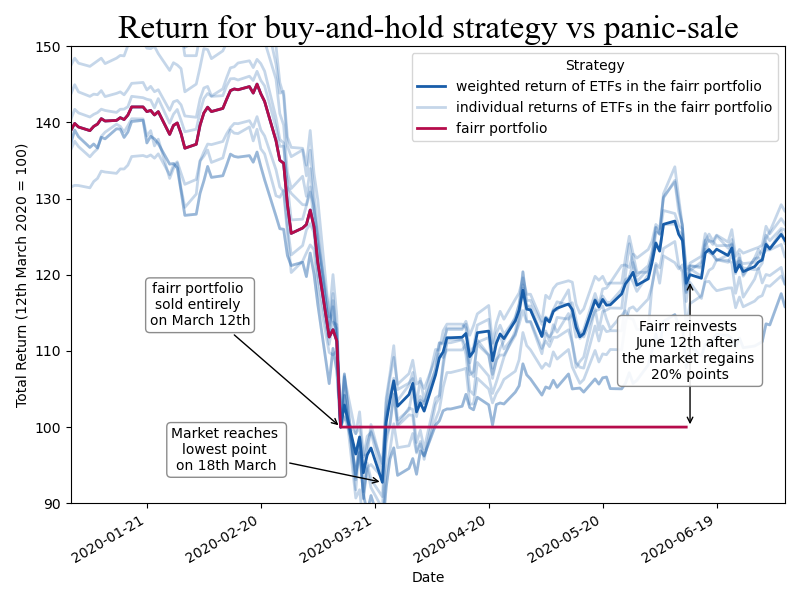 Return for buy-and-hold strategy vs panic-sale
Strategy
weighted return of ETFs in the fairr portfolio
individual returns of ETFs in the fairr portfolio
fairr portfolio
Total Return (12th March 2020 = 100)
150
140
130
120
110
100
90
fairr portfolio
sold entirely
on March 12th
Market reaches
lowest point
on 18th March
Fairr reinvests
June 12th after
the market regains
20% points
2020-01-21
2020-02-20
2020-03-21
2020-04-20
2020-05-20
2020-06-19
Date